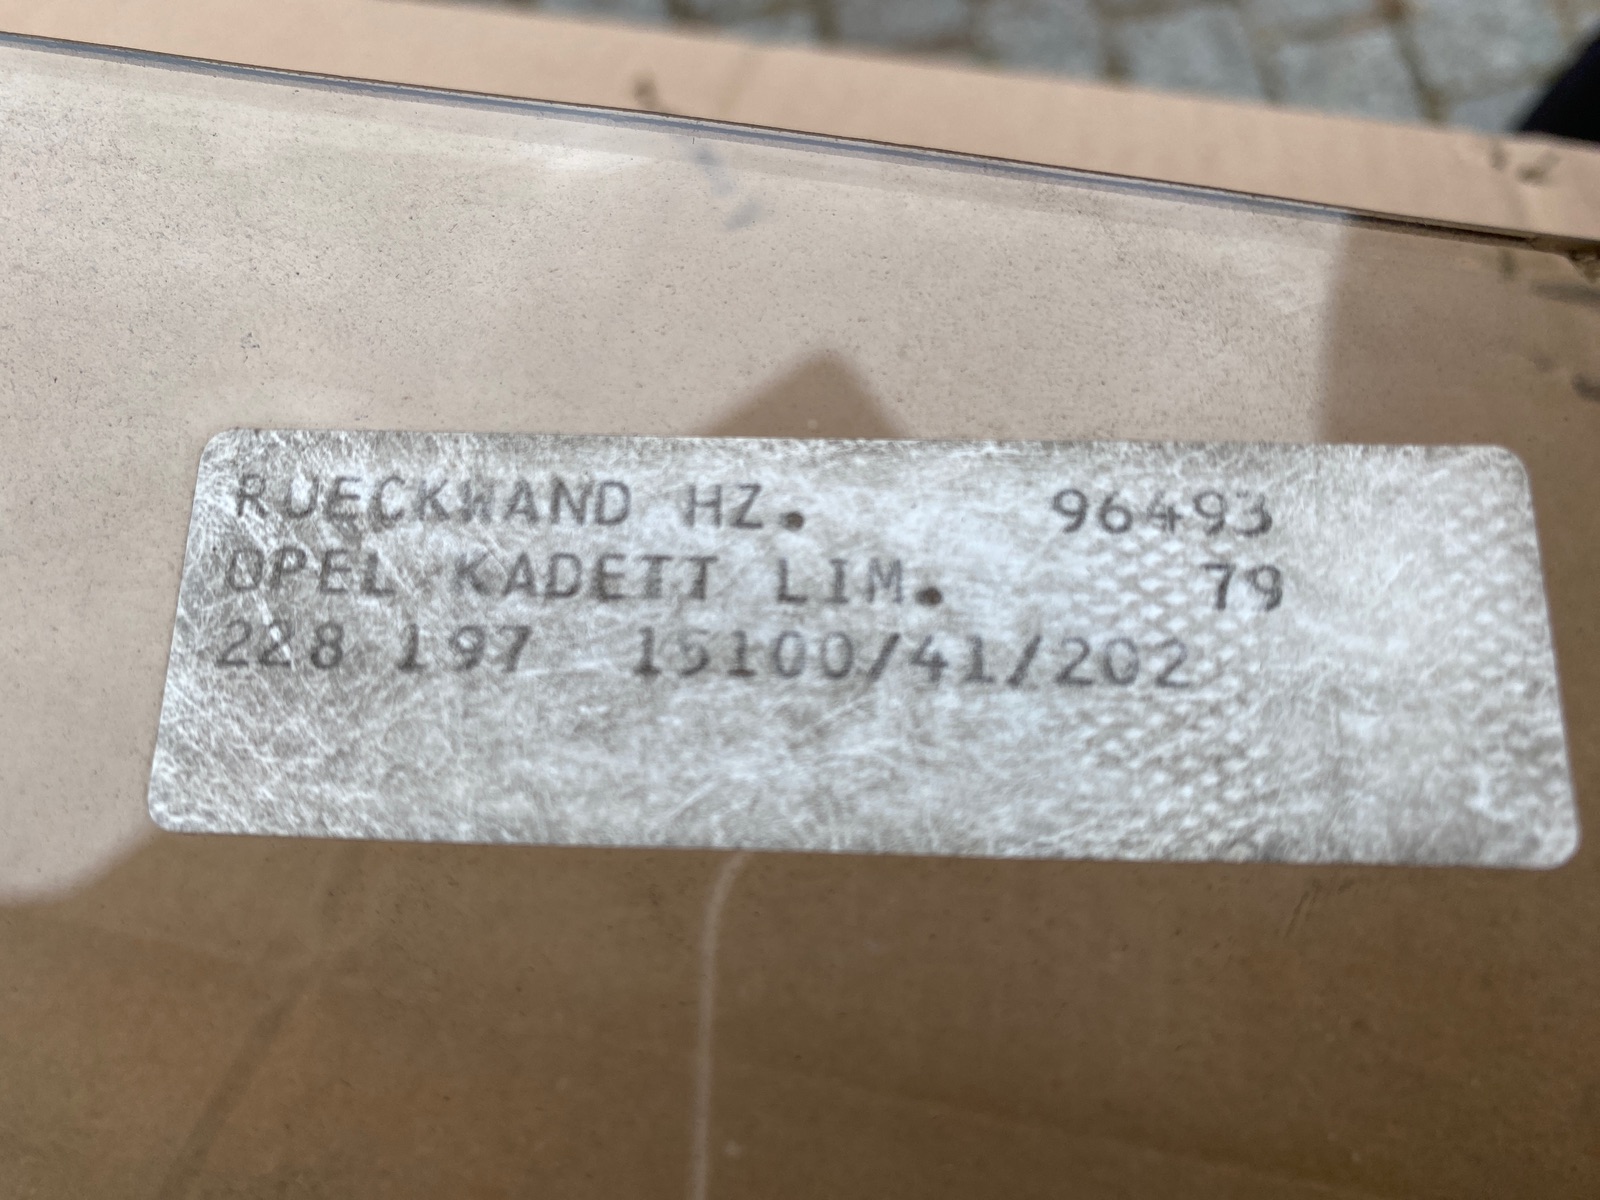 RUECKWAND HZ. 96493
OPEL KADETT LIM. 79
228 197 15100/41/202